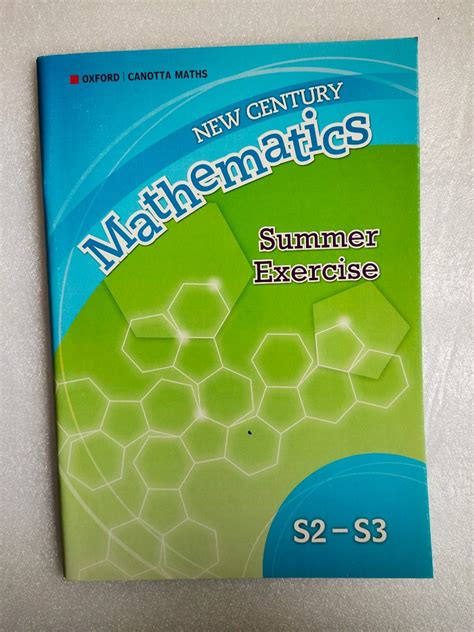 OXFORD | CANOTTA MATHS
NEW CENTURY
Mathematics
Summer
Exercise
S2 – S3